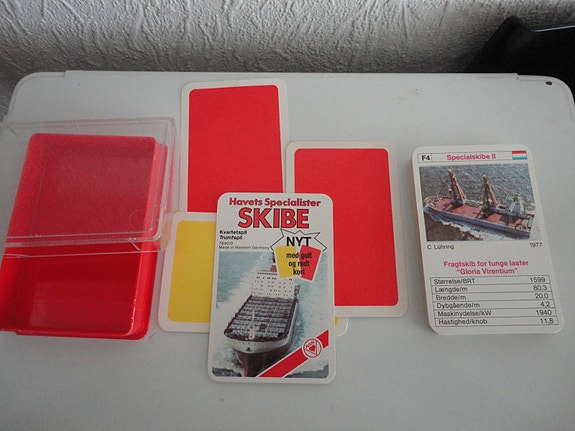 Havets Specialister
SKIBE
Kvartetspil
Trumfspil
Made in Western Germany
NYT
med gult
og rødt
kort
F4 Specialskibe II
C. Lühring 1977
Fragtskib for tunge laster
"Gloria Virentium"
Størrelse/BRT 1599
Længde/m 80,3
Bredde/m 20,0
Dybgående/m 4,2
Maskinydelse/kW 1940
Hastighed/knob 11,8